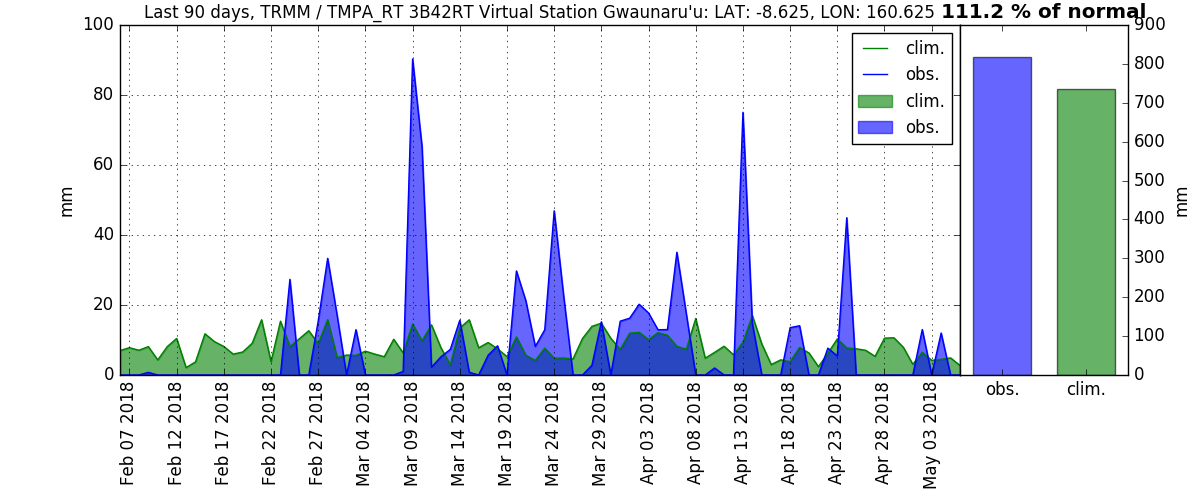 Last 90 days, TRMM / TMPA_RT 3B42RT Virtual Station Gwaunaru'u: LAT: -8.625, LON: 160.625 111.2 % of normal
100
80
60
40
20
0
mm
clim.
obs.
clim.
obs.
900
800
700
600
500
400
300
200
100
0
mm
Feb 07 2018
Feb 12 2018
Feb 17 2018
Feb 22 2018
Feb 27 2018
Mar 04 2018
Mar 09 2018
Mar 14 2018
Mar 19 2018
Mar 24 2018
Mar 29 2018
Apr 03 2018
Apr 08 2018
Apr 13 2018
Apr 18 2018
Apr 23 2018
Apr 28 2018
May 03 2018
obs.
clim.